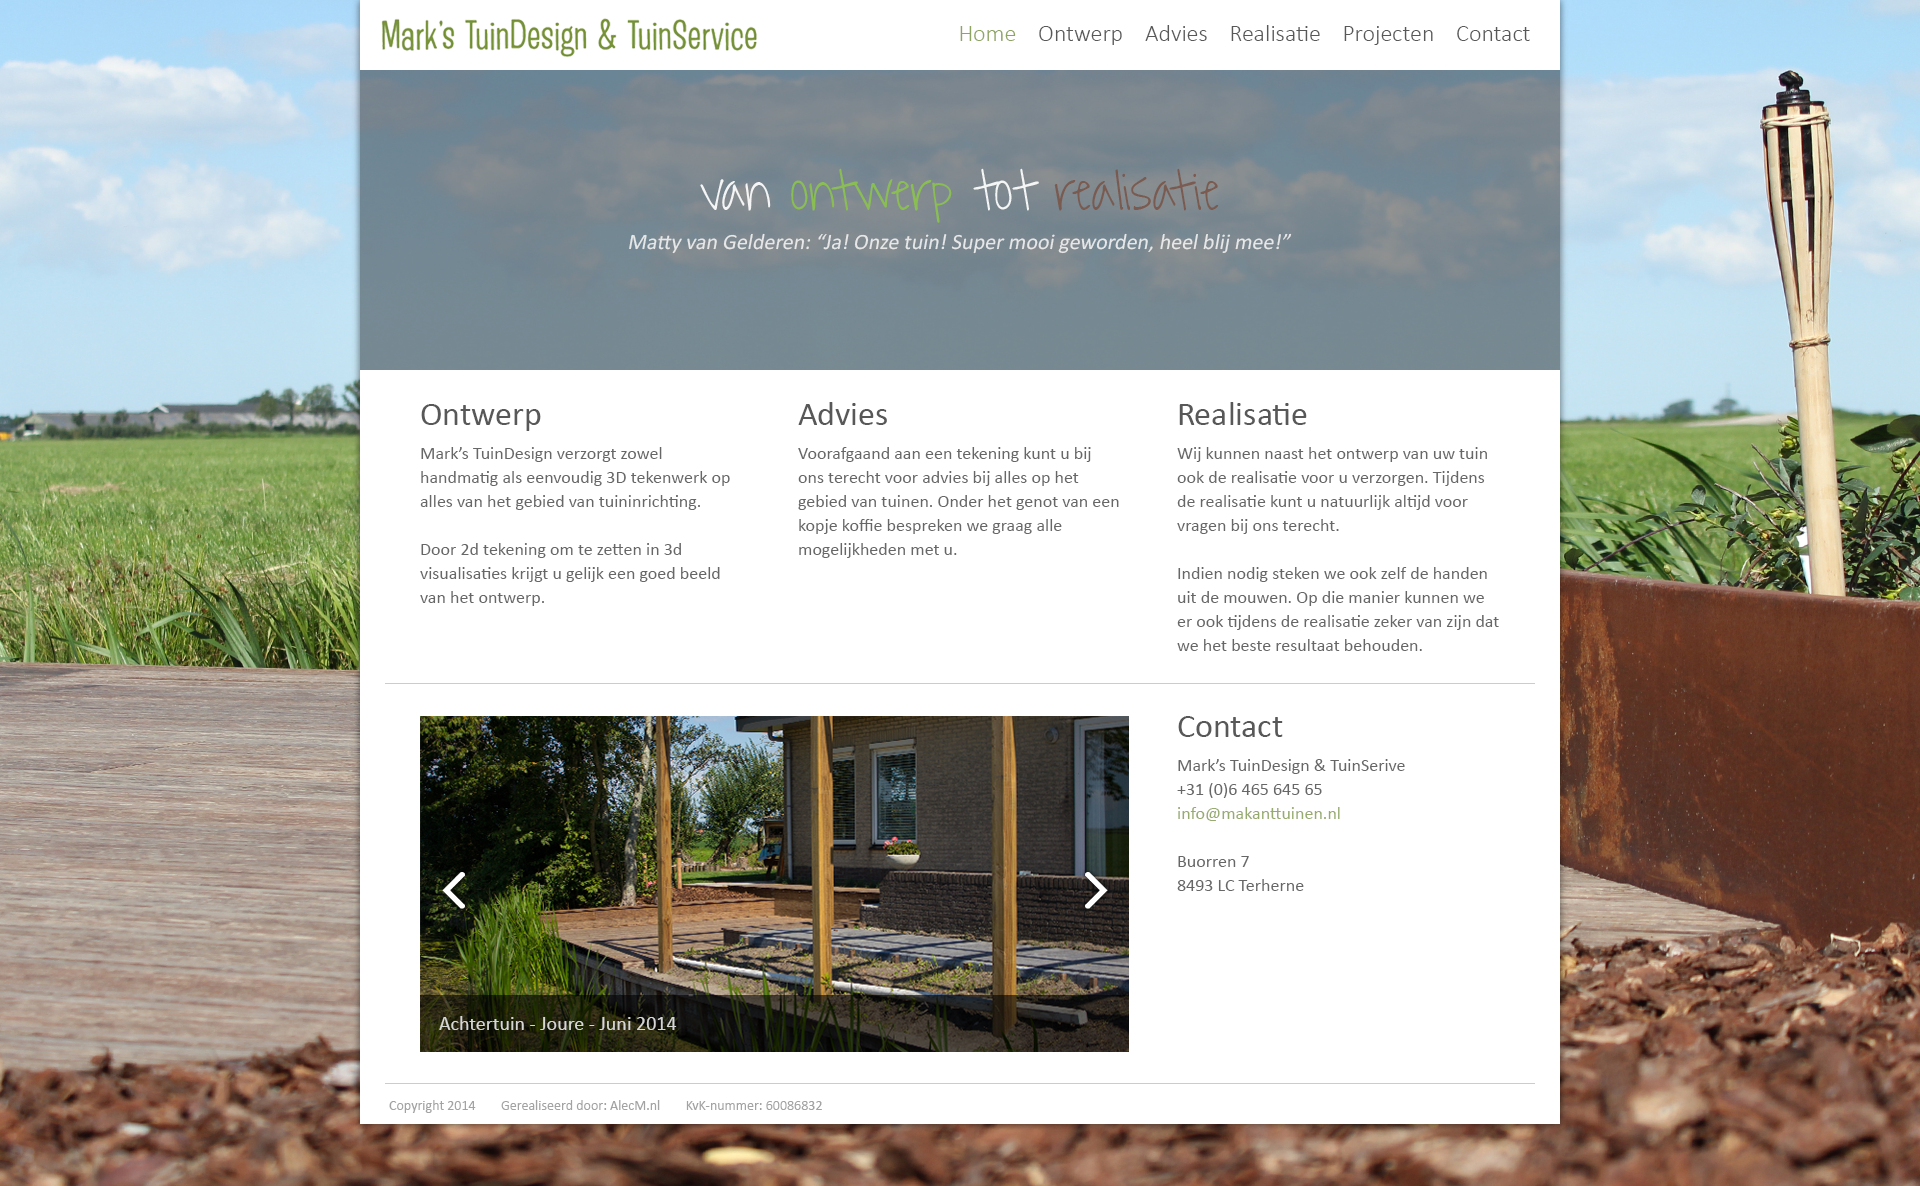 Mark's TuinDesign & TuinService
Home Ontwerp Advies Realisatie Projecten Contact
van ontwerp tot realisatie
Matty van Gelderen: “Ja! Onze tuin! Super mooi geworden, heel blij mee!”
Ontwerp
Mark’s TuinDesign verzorgt zowel
handmatig als eenvoudig 3D tekenwerk op
alles van het gebied van tuininrichting.
Door 2d tekening om te zetten in 3d
visualisaties krijgt u gelijk een goed beeld
van het ontwerp.
Advies
Voorafgaand aan een tekening kunt u bij
ons terecht voor advies bij alles op het
gebied van tuinen. Onder het genot van een
kopje koffie bespreken we graag alle
mogelijkheden met u.
Realisatie
Wij kunnen naast het ontwerp van uw tuin
ook de realisatie voor u verzorgen. Tijdens
de realisatie kunt u natuurlijk altijd voor
vragen bij ons terecht.
Indien nodig steken we ook zelf de handen
uit de mouwen. Op die manier kunnen we
er ook tijdens de realisatie zeker van zijn dat
we het beste resultaat behouden.
Achtertuin - Joure - Juni 2014
Contact
Mark’s TuinDesign & TuinSerive
+31 (0)6 465 645 65
info@makanttuinen.nl
Buorren 7
8493 LC Terherne
Copyright 2014 Gerealiseerd door: AlecM.nl KvK-nummer: 60086832